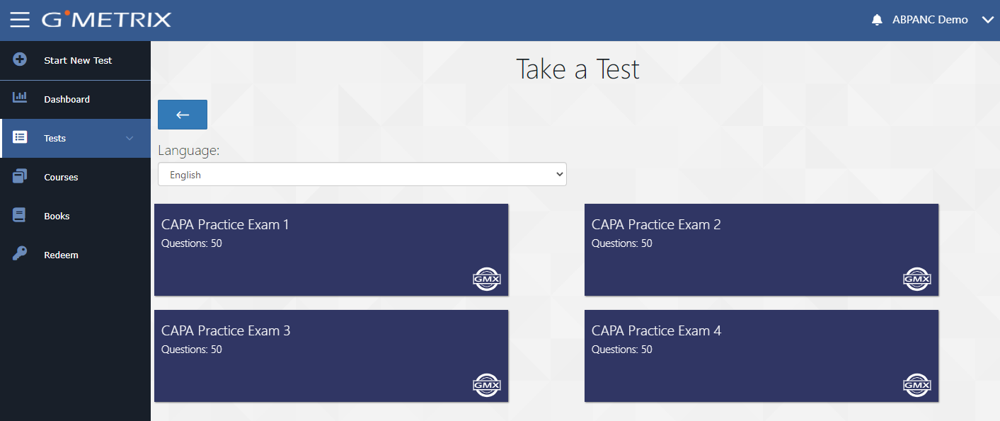 GMETRIX
ABPANC Demo
Start New Test
Dashboard
Tests
Courses
Books
Redeem
Take a Test
Language:
English
CAPA Practice Exam 1
Questions: 50
GMX
CAPA Practice Exam 2
Questions: 50
GMX
CAPA Practice Exam 3
Questions: 50
GMX
CAPA Practice Exam 4
Questions: 50
GMX